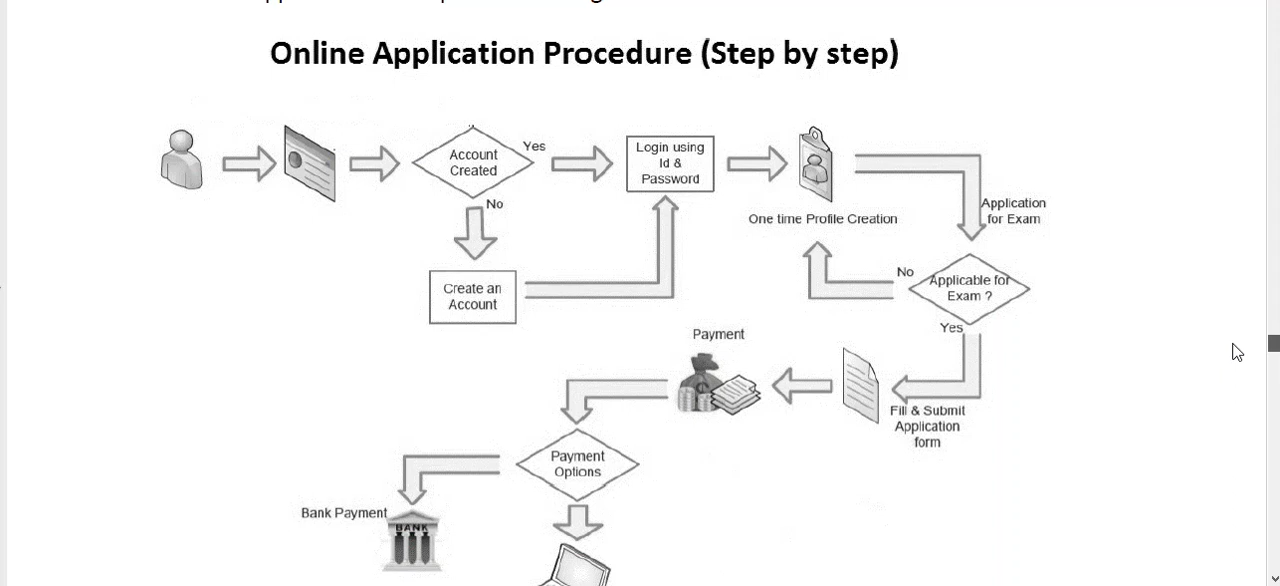 Online Application Procedure (Step by step)
Account
Created
Yes
No
Login using
Id &
Password
One time Profile Creation
Application
for Exam
Create an
Account
No
Applicable for
Exam ?
Yes
Payment
Fill & Submit
Application
form
Payment
Options
Bank Payment
BANK